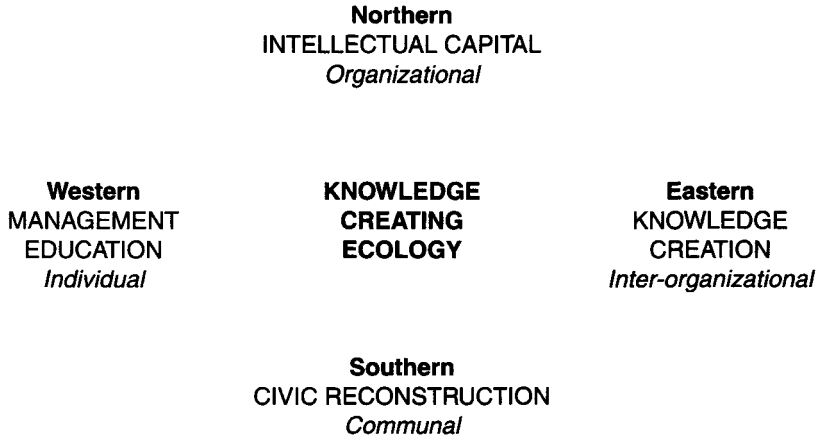 Northern
INTELLECTUAL CAPITAL
Organizational
Western
MANAGEMENT
EDUCATION
Individual
KNOWLEDGE
CREATING
ECOLOGY
Eastern
KNOWLEDGE
CREATION
Inter-organizational
Southern
CIVIC RECONSTRUCTION
Communal